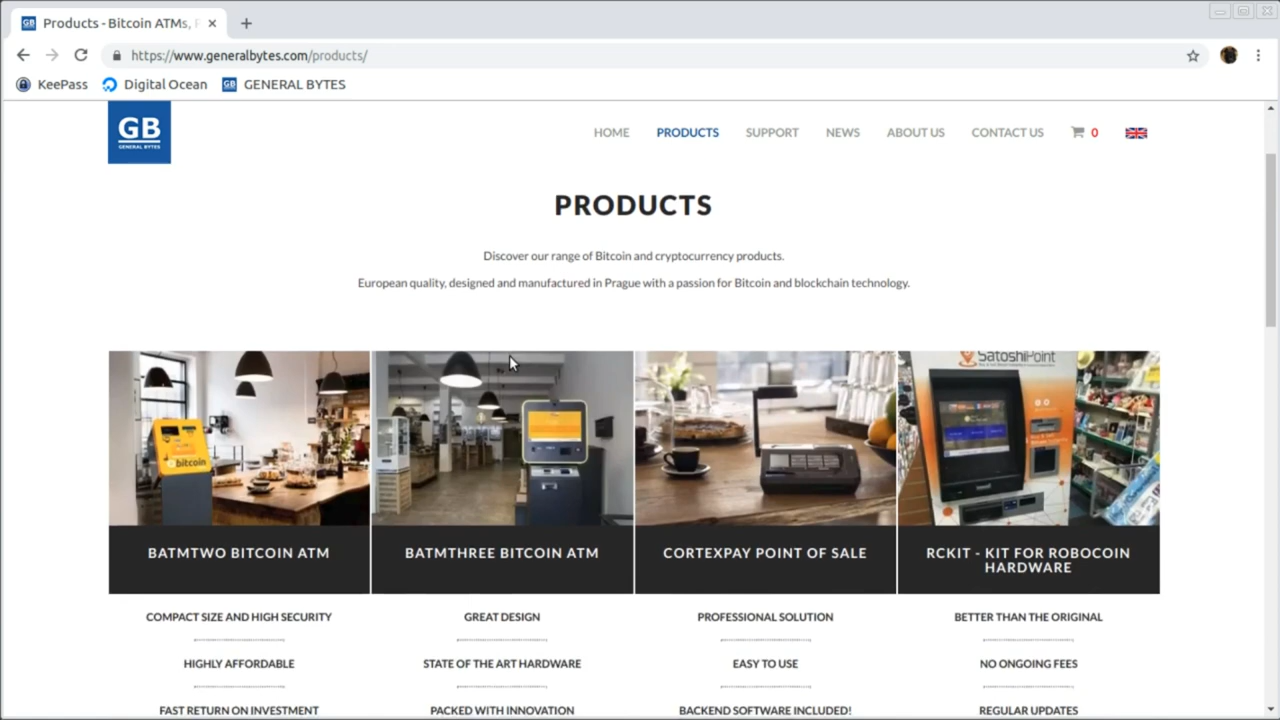 GB Products - Bitcoin ATMs, P
https://www.generalbytes.com/products/
KeePass Digital Ocean GB GENERAL BYTES
GB
GENERAL BYTES
HOME PRODUCTS SUPPORT NEWS ABOUT US CONTACT US 0
PRODUCTS
Discover our range of Bitcoin and cryptocurrency products.
European quality, designed and manufactured in Prague with a passion for Bitcoin and blockchain technology.
bitcoin
SatoshiPoint
BATMTWO BITCOIN ATM
BATMTHREE BITCOIN ATM
CORTEXPAY POINT OF SALE
RCKIT - KIT FOR ROBOCOIN
HARDWARE
COMPACT SIZE AND HIGH SECURITY
GREAT DESIGN
PROFESSIONAL SOLUTION
BETTER THAN THE ORIGINAL
HIGHLY AFFORDABLE
STATE OF THE ART HARDWARE
EASY TO USE
NO ONGOING FEES
FAST RETURN ON INVESTMENT
PACKED WITH INNOVATION
BACKEND SOFTWARE INCLUDED!
REGULAR UPDATES